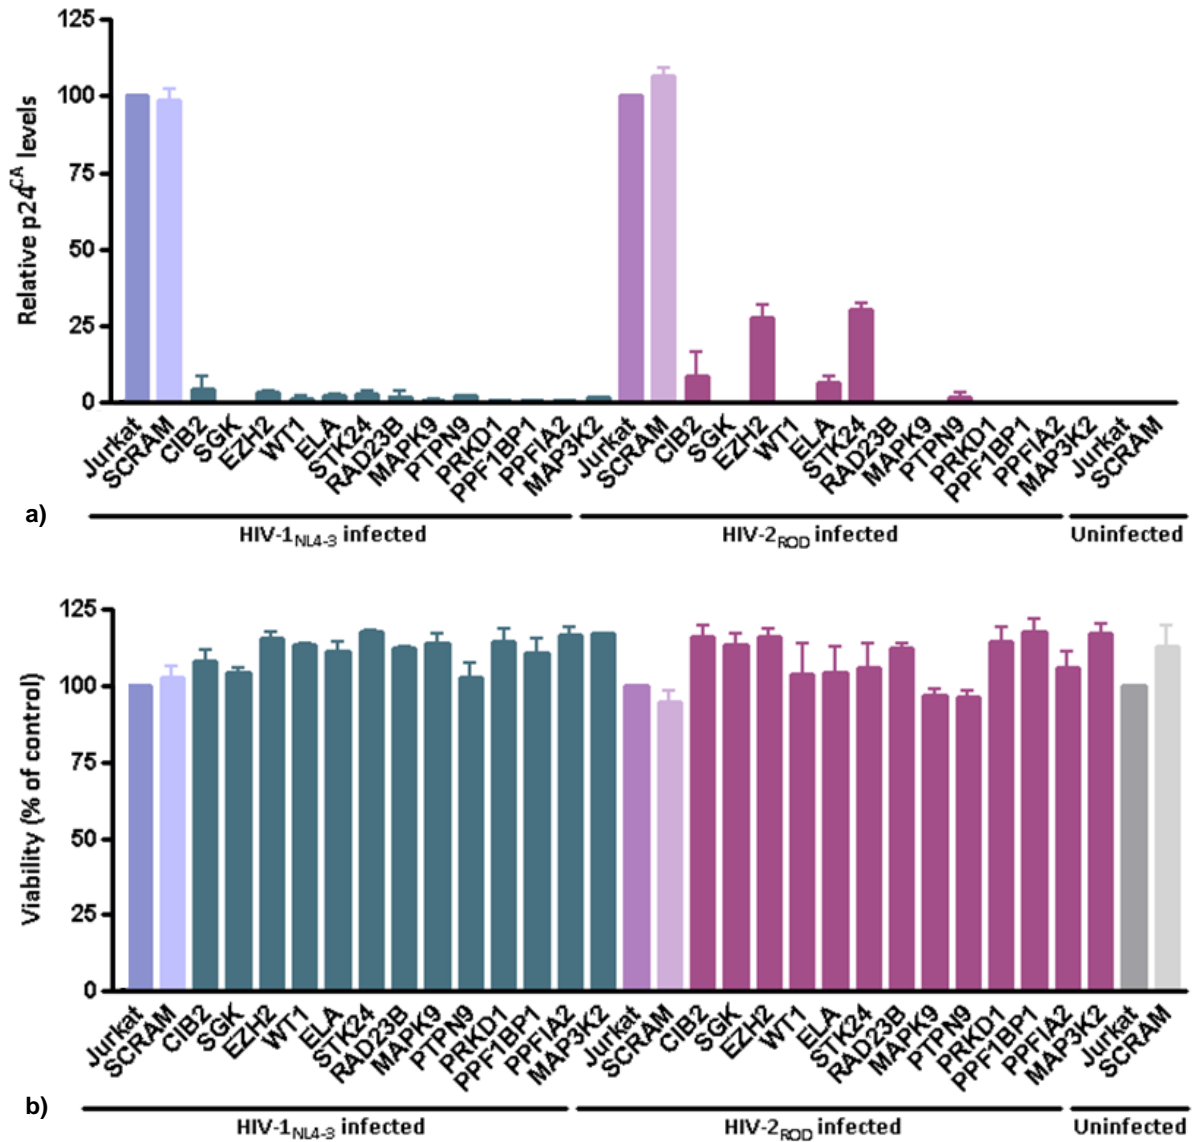 125
100
75
50
25
0
Relative p24CA levels
Jurkat
SCRAM
CIB2
SGK
EZH2
WT1
ELA
STK24
RAD23B
MAPK9
PTPN9
PRKD1
PPF1BP1
PPFIA2
MAP3K2
Jurkat
SCRAM
CIB2
SGK
EZH2
WT1
ELA
STK24
RAD23B
MAPK9
PTPN9
PRKD1
PPF1BP1
PPFIA2
MAP3K2
Jurkat
SCRAM
a)
HIV-1NL4-3 infected
HIV-2ROD infected
Uninfected
125
100
75
50
25
0
Viability (% of control)
Jurkat
SCRAM
CIB2
SGK
EZH2
WT1
ELA
STK24
RAD23B
MAPK9
PTPN9
PRKD1
PPF1BP1
PPFIA2
MAP3K2
Jurkat
SCRAM
CIB2
SGK
EZH2
WT1
ELA
STK24
RAD23B
MAPK9
PTPN9
PRKD1
PPF1BP1
PPFIA2
MAP3K2
Jurkat
SCRAM
b)
HIV-1NL4-3 infected
HIV-2ROD infected
Uninfected